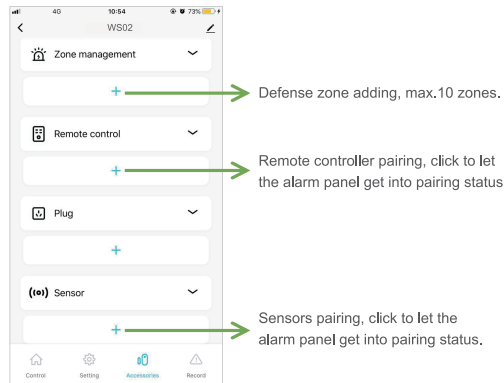 4G 10:54 73%
WS02
Zone management
+
Defense zone adding, max.10 zones.
Remote control
+
Remote controller pairing, click to let
the alarm panel get into pairing status
Plug
+
Sensor
+
Sensors pairing, click to let the
alarm panel get into pairing status.
Control Setting Accessories Record